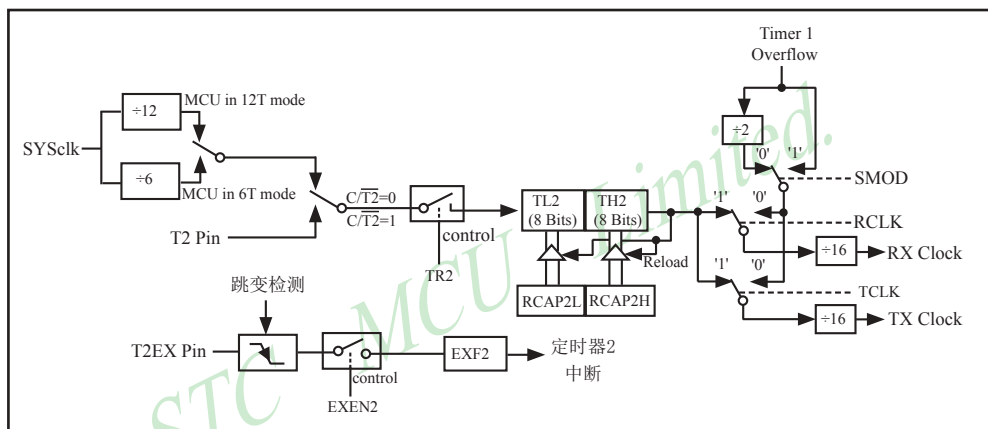 Timer 1
Overflow
÷12
MCU in 12T mode
÷2
SYSclk
'0'
'1'
÷6
MCU in 6T mode
SMOD
C/T2=0
C/T2=1
TL2
(8 Bits)
TH2
(8 Bits)
'1'
'0'
RCLK
T2 Pin
control
÷16
RX Clock
TR2
Reload
'1'
'0'
跳变检测
RCAP2L
RCAP2H
TCLK
÷16
TX Clock
T2EX Pin
EXF2
定时器2
中断
control
EXEN2
STC MCU Limited.